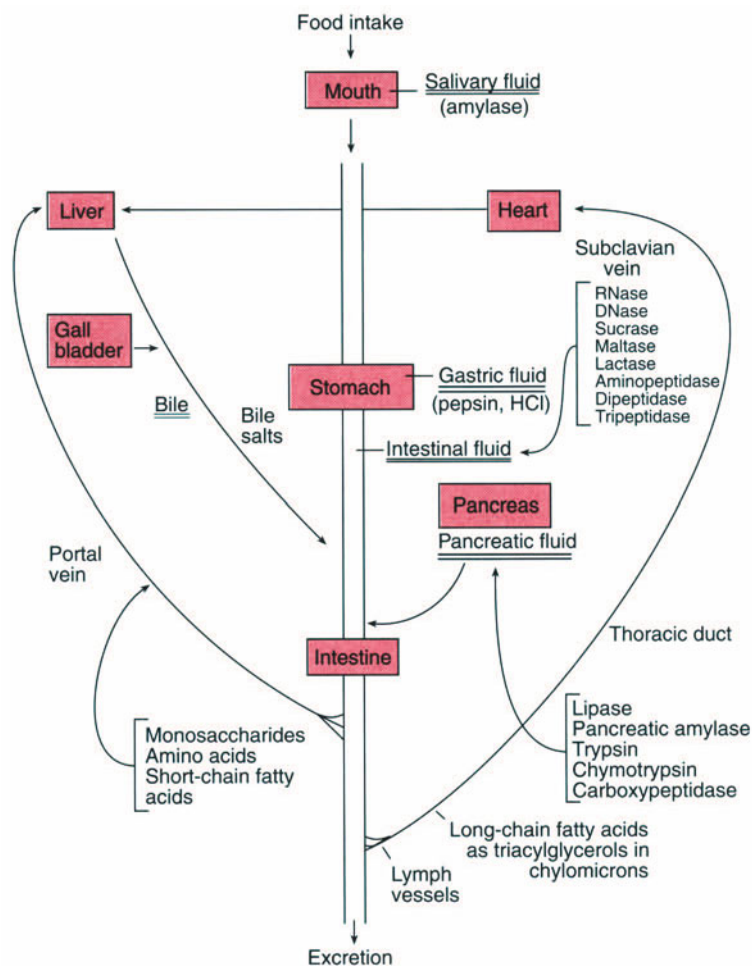 Food intake
Mouth
Salivary fluid
(amylase)
Liver
Heart
Subclavian
vein
RNase
DNase
Sucrase
Maltase
Lactase
Aminopeptidase
Dipeptidase
Tripeptidase
Gall
bladder
Stomach
Gastric fluid
(pepsin, HCl)
Bile
Bile
salts
Intestinal fluid
Pancreas
Pancreatic fluid
Portal
vein
Thoracic duct
Intestine
Monosaccharides
Amino acids
Short-chain fatty
acids
Lipase
Pancreatic amylase
Trypsin
Chymotrypsin
Carboxypeptidase
Long-chain fatty acids
as triacylglycerols in
chylomicrons
Lymph
vessels
Excretion